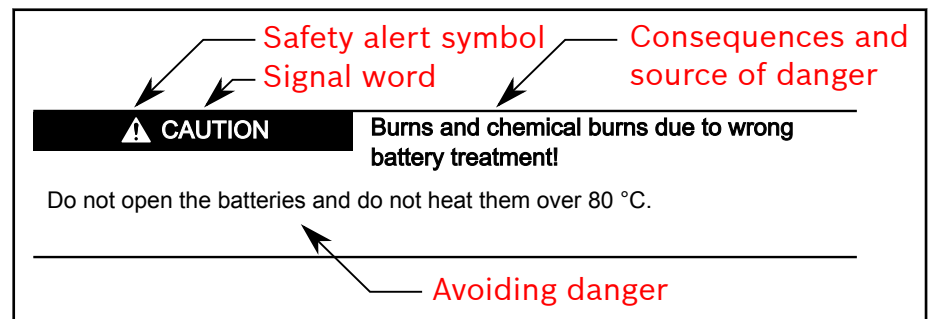 Safety alert symbol
Consequences and
Signal word
source of danger
CAUTION
Burns and chemical burns due to wrong
battery treatment!
Do not open the batteries and do not heat them over 80 °C.
Avoiding danger